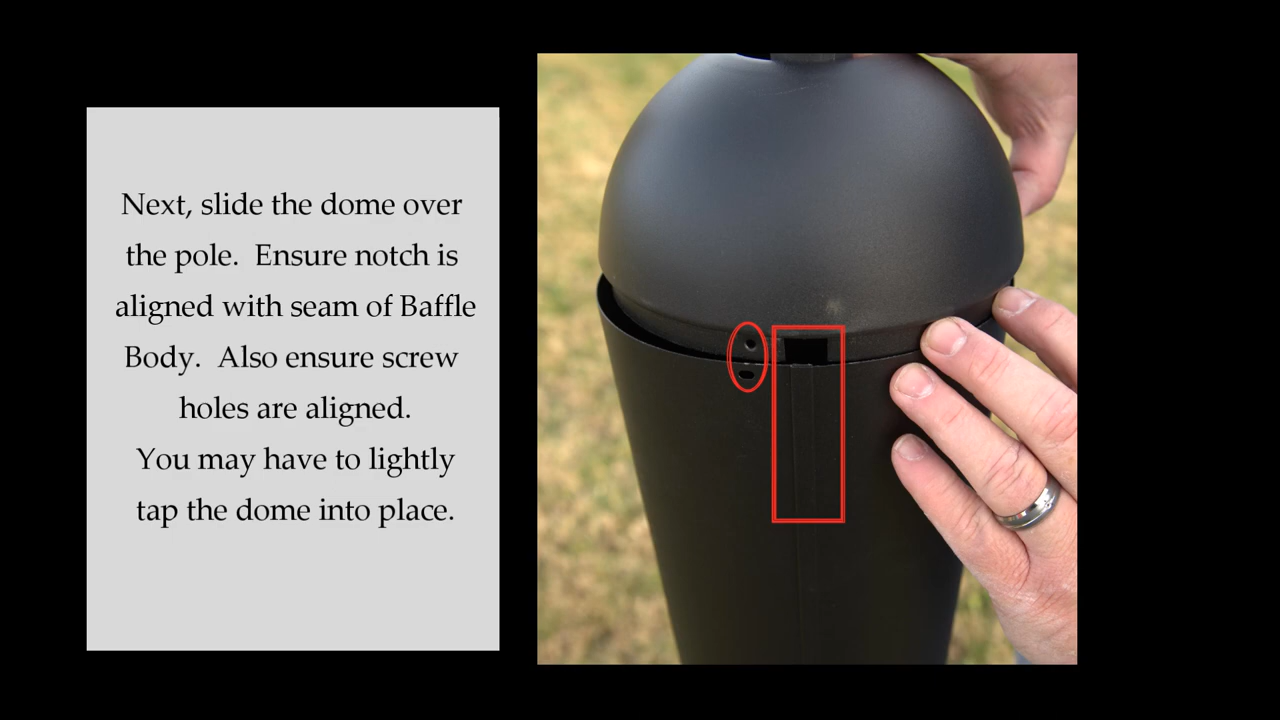 Next, slide the dome over
the pole.  Ensure notch is
aligned with seam of Baffle
Body.  Also ensure screw
holes are aligned.
You may have to lightly
tap the dome into place.